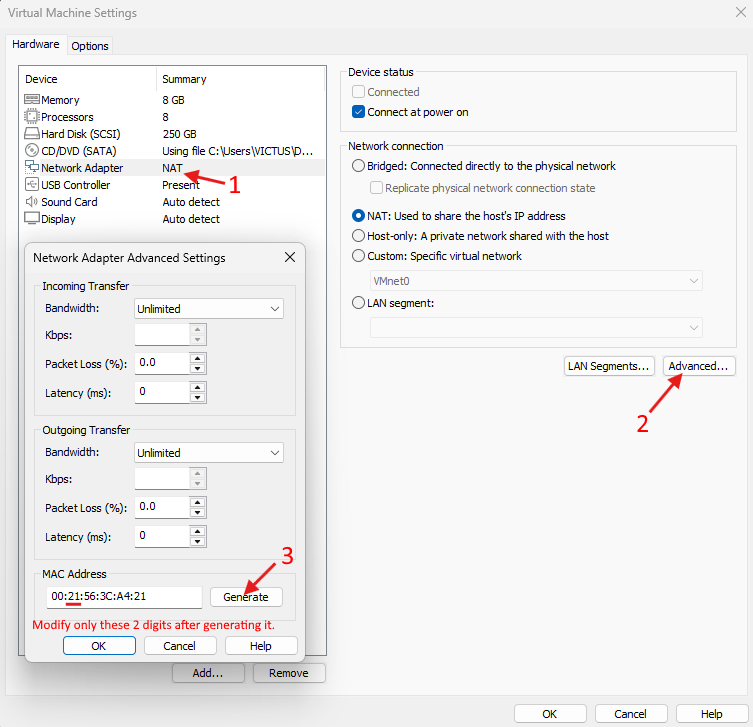 Virtual Machine Settings
Hardware Options
Device Summary
Memory 8 GB
Processors 8
Hard Disk (SCSI) 250 GB
CD/DVD (SATA) Using file C:\Users\VICTUS\D...
Network Adapter NAT
USB Controller Present
Sound Card Auto detect
Display Auto detect
1
Network Adapter Advanced Settings
Incoming Transfer
Bandwidth: Unlimited
Kbps:
Packet Loss (%): 0.0
Latency (ms): 0
Outgoing Transfer
Bandwidth: Unlimited
Kbps:
Packet Loss (%): 0.0
Latency (ms): 0
3
MAC Address
00:21:56:3C:A4:21 Generate
Modify only these 2 digits after generating it.
OK Cancel Help
Add... Remove
Device status
Connected
Connect at power on
Network connection
Bridged: Connected directly to the physical network
Replicate physical network connection state
NAT: Used to share the host's IP address
Host-only: A private network shared with the host
Custom: Specific virtual network
VMnet0
LAN segment:
LAN Segments... Advanced...
2
OK Cancel Help